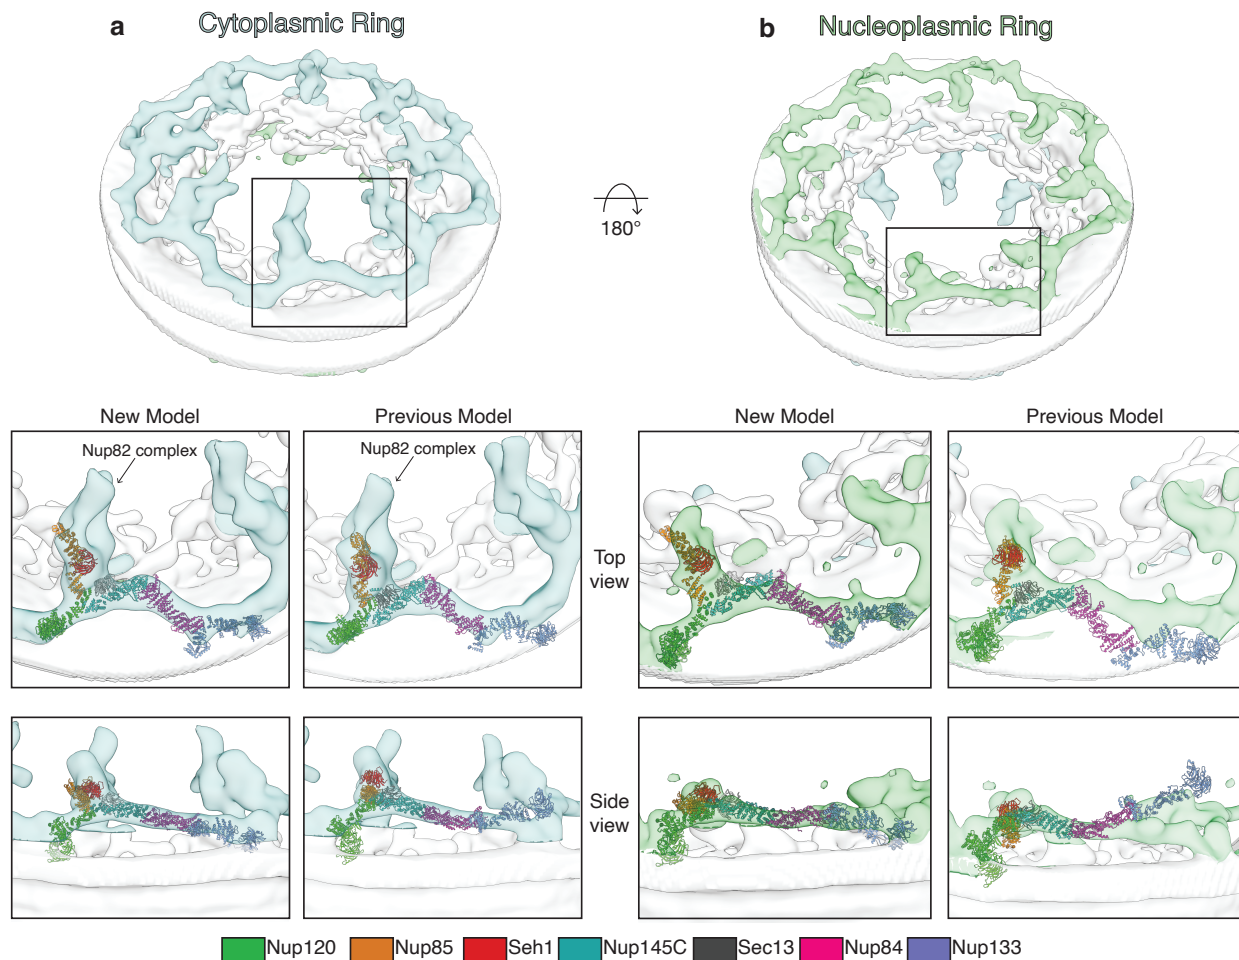 a
Cytoplasmic Ring
b
Nucleoplasmic Ring
180°
New Model
Previous Model
New Model
Previous Model
Nup82 complex
Nup82 complex
Top
view
Side
view
Nup120
Nup85
Seh1
Nup145C
Sec13
Nup84
Nup133